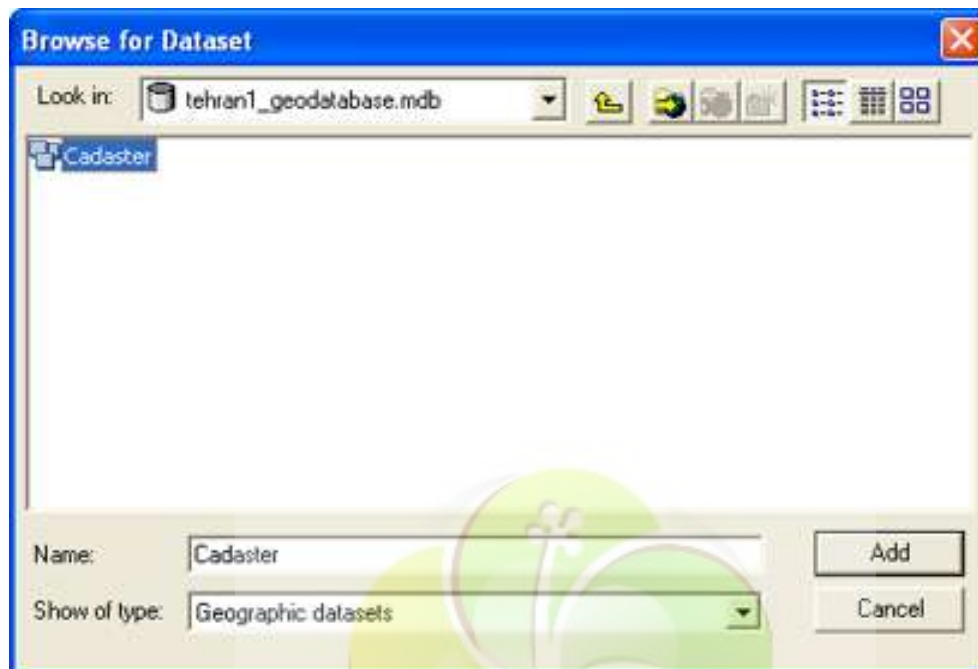 Browse for Dataset
Look in: tehran1_geodatabase.mdb
Cadaster
Name: Cadaster Add
Show of type: Geographic datasets Cancel